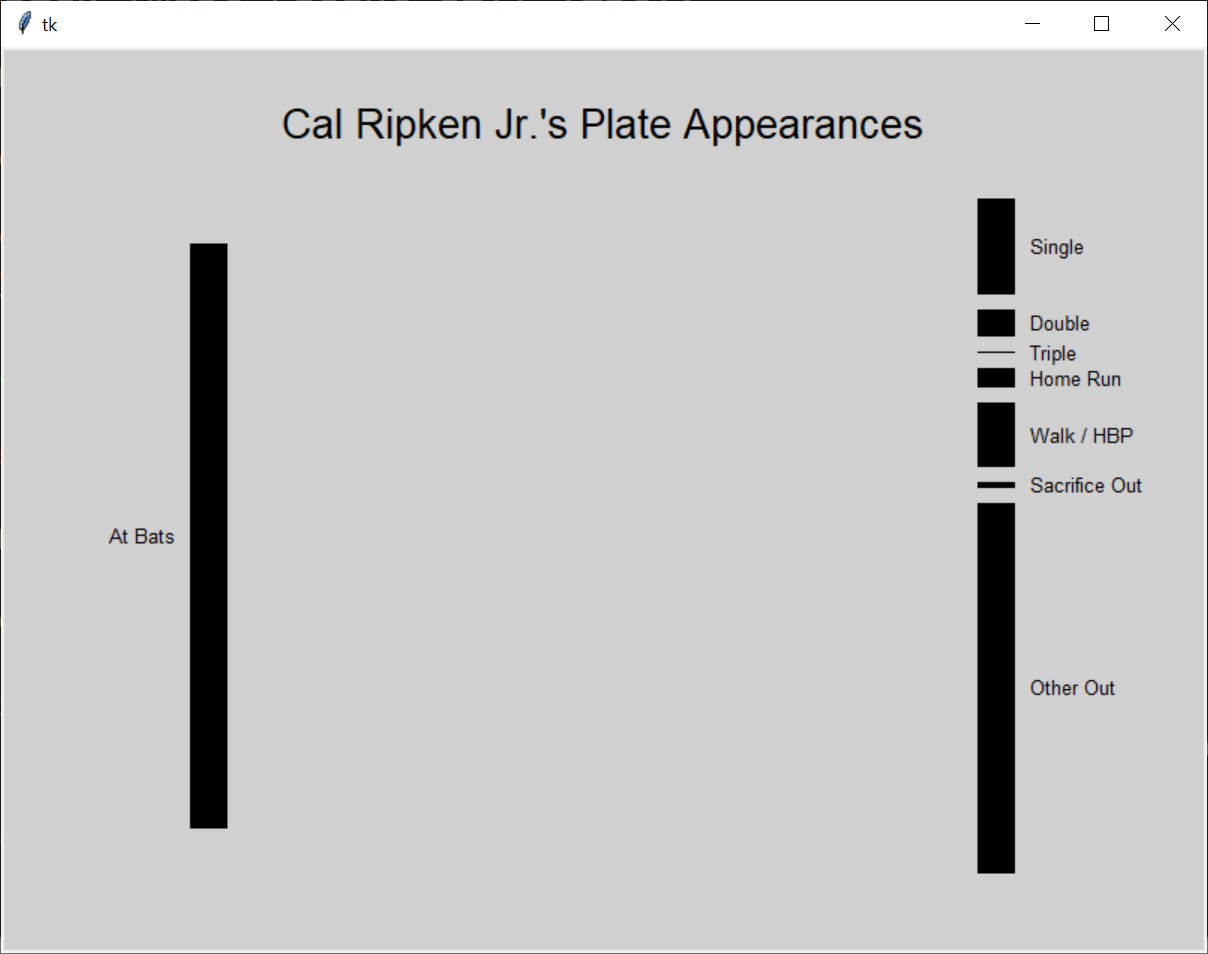 tk
Cal Ripken Jr.'s Plate Appearances
Single
Double
Triple
Home Run
Walk / HBP
Sacrifice Out
At Bats
Other Out